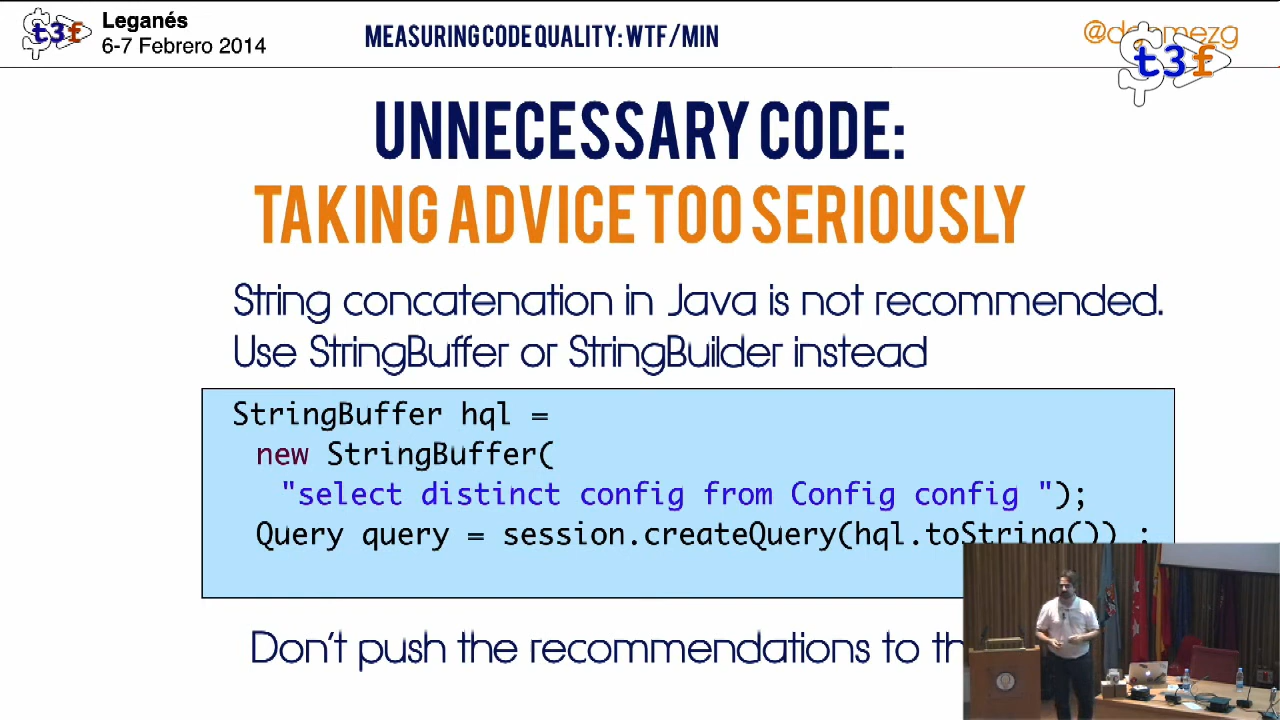 t3f
Leganés
6-7 Febrero 2014
MEASURING CODE QUALITY: WTF/MIN
t3f
UNNECESSARY CODE:
TAKING ADVICE TOO SERIOUSLY
String concatenation in Java is not recommended.
Use StringBuffer or StringBuilder instead
StringBuffer hql =
new StringBuffer(
"select distinct config from Config config ");
Query query = session.createQuery(hql.toString()) ;
Don't push the recommendations to